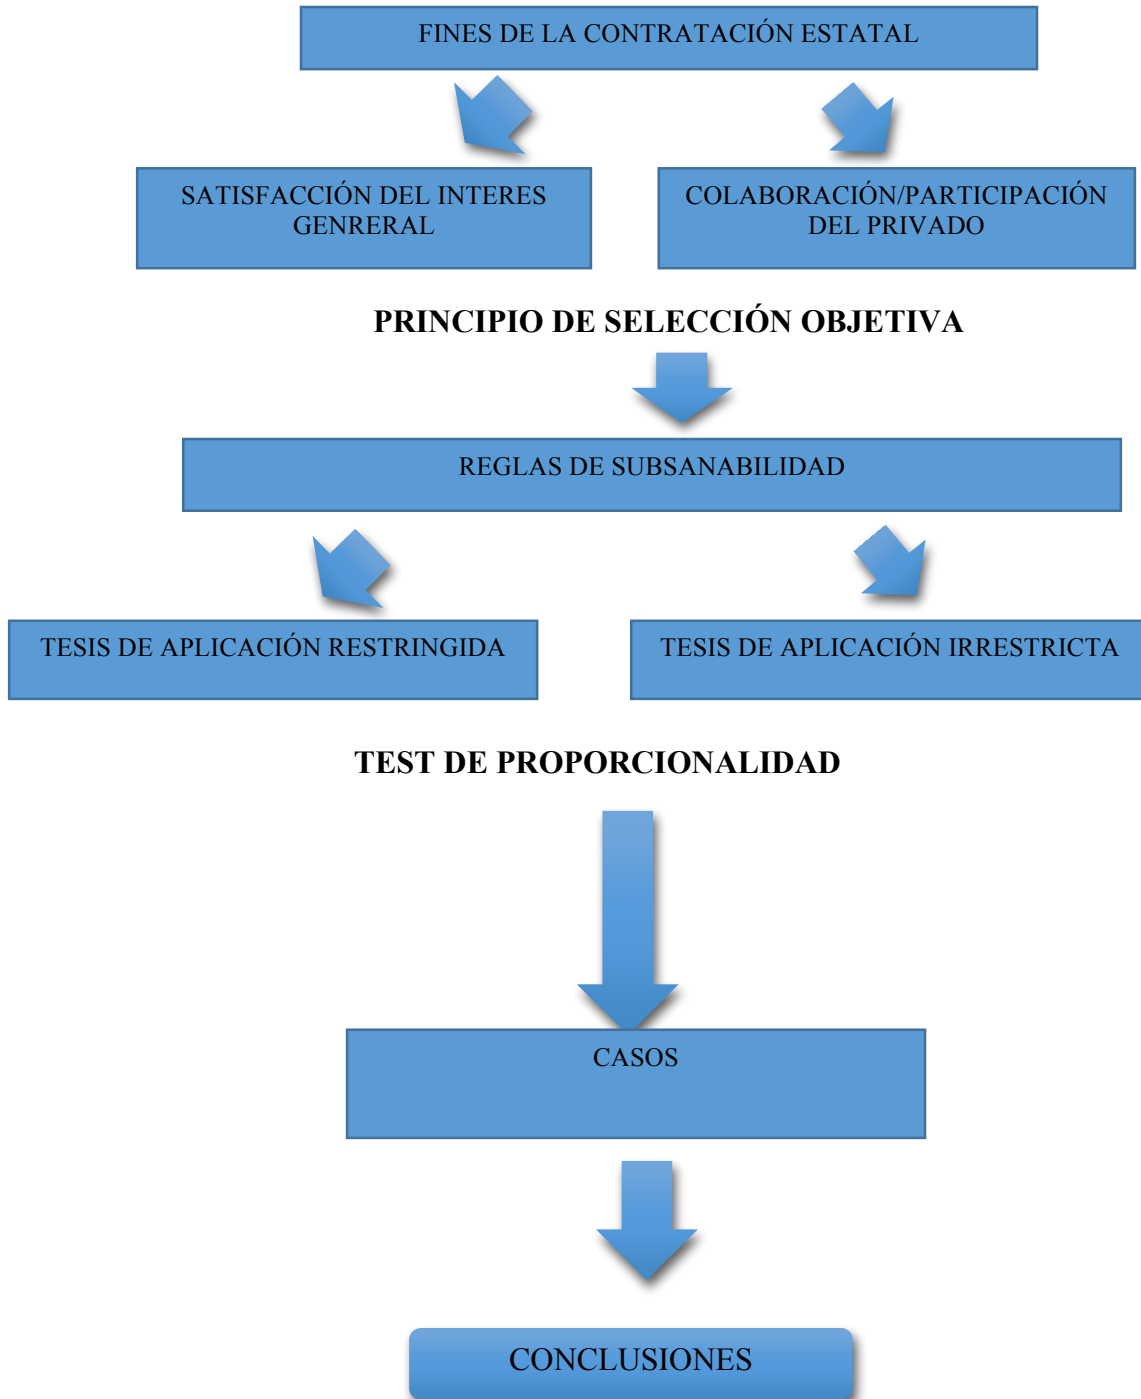 FINES DE LA CONTRATACIÓN ESTATAL
SATISFACCIÓN DEL INTERES
GENRERAL
COLABORACIÓN/PARTICIPACIÓN
DEL PRIVADO
PRINCIPIO DE SELECCIÓN OBJETIVA
REGLAS DE SUBSANABILIDAD
TESIS DE APLICACIÓN RESTRINGIDA
TESIS DE APLICACIÓN IRRESTRICTA
TEST DE PROPORCIONALIDAD
CASOS
CONCLUSIONES